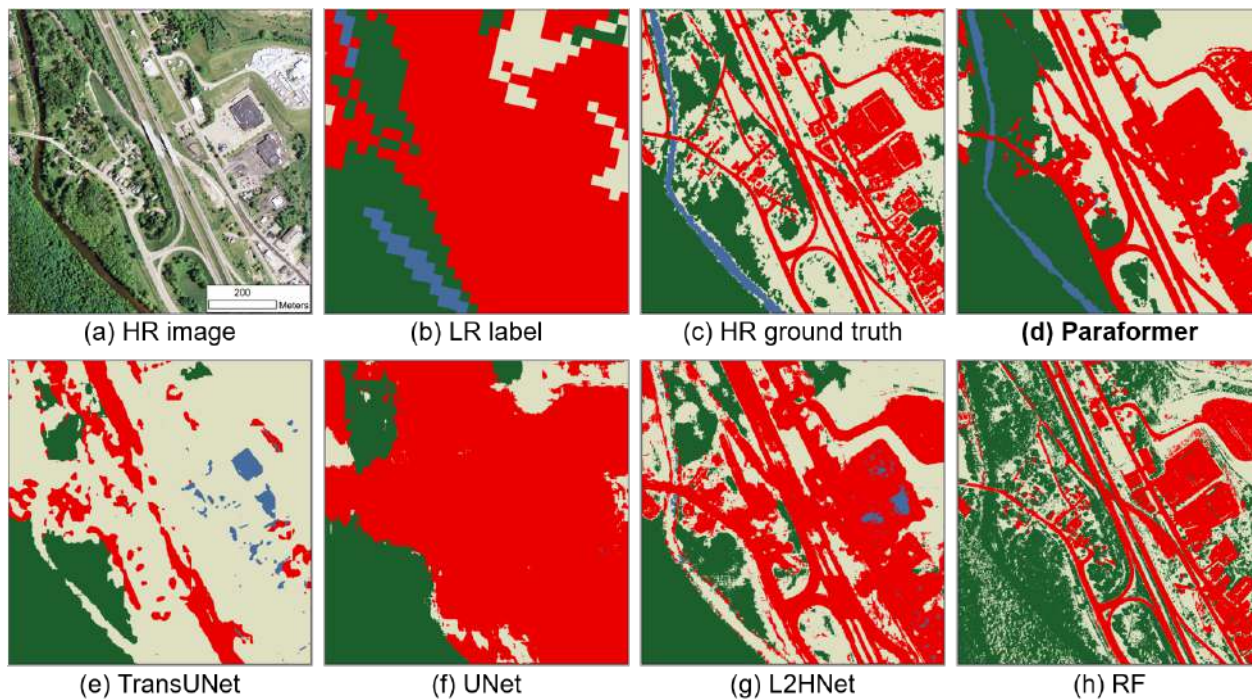 200
Meters
(a) HR image
(b) LR label
(c) HR ground truth
(d) Paraformer
(e) TransUNet
(f) UNet
(g) L2HNet
(h) RF